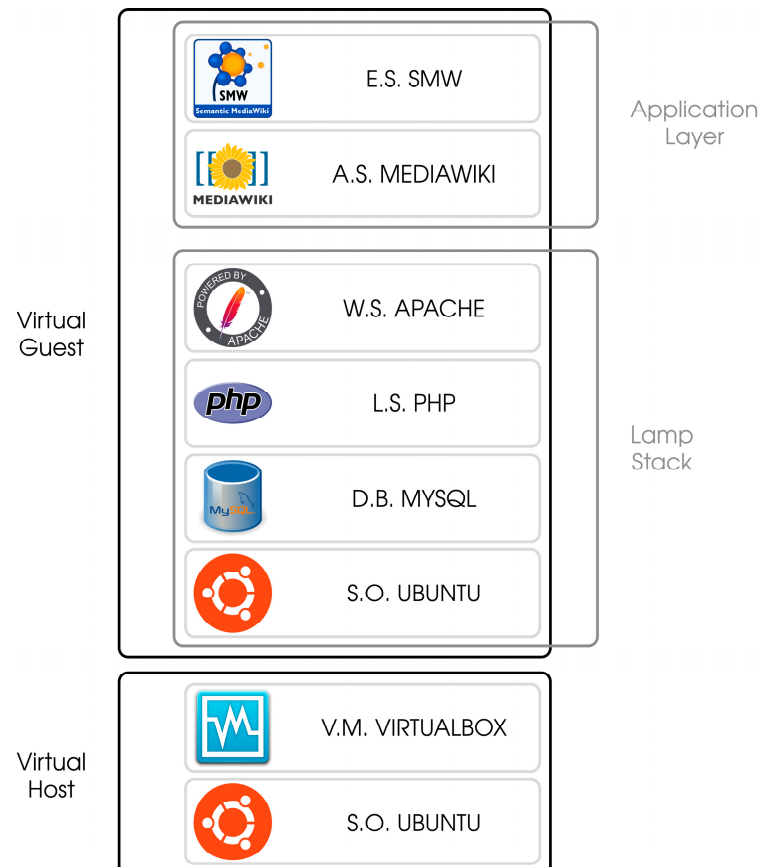 SMW
Semantic MediaWiki
E.S. SMW
Application
Layer
[[ ]]
MEDIAWIKI
A.S. MEDIAWIKI
POWERED BY
APACHE
W.S. APACHE
Virtual
Guest
php
L.S. PHP
Lamp
Stack
MySQL
D.B. MYSQL
S.O. UBUNTU
V.M. VIRTUALBOX
Virtual
Host
S.O. UBUNTU